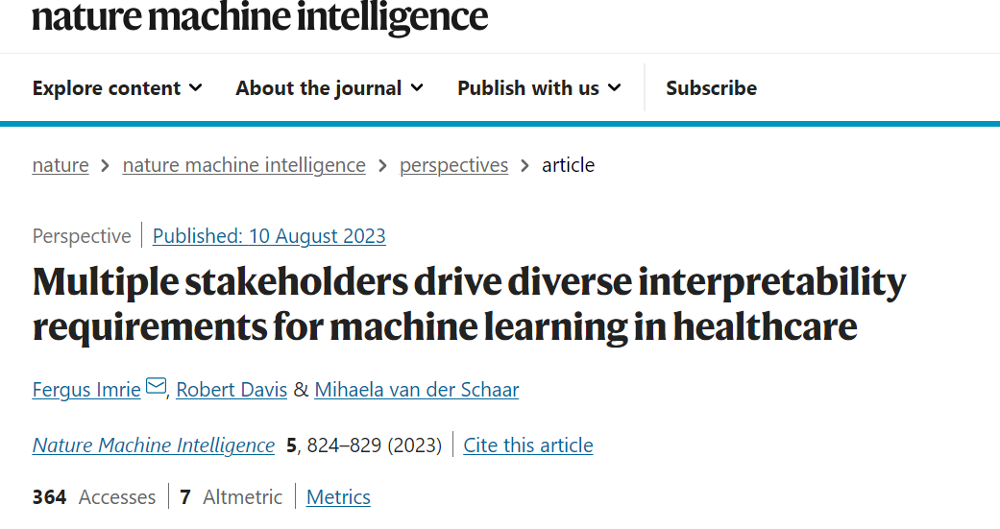 nature machine intelligence
Explore content About the journal Publish with us Subscribe
nature > nature machine intelligence > perspectives > article
Perspective | Published: 10 August 2023
Multiple stakeholders drive diverse interpretability
requirements for machine learning in healthcare
Fergus Imrie, Robert Davis & Mihaela van der Schaar
Nature Machine Intelligence 5, 824–829 (2023) | Cite this article
364 Accesses | 7 Altmetric | Metrics